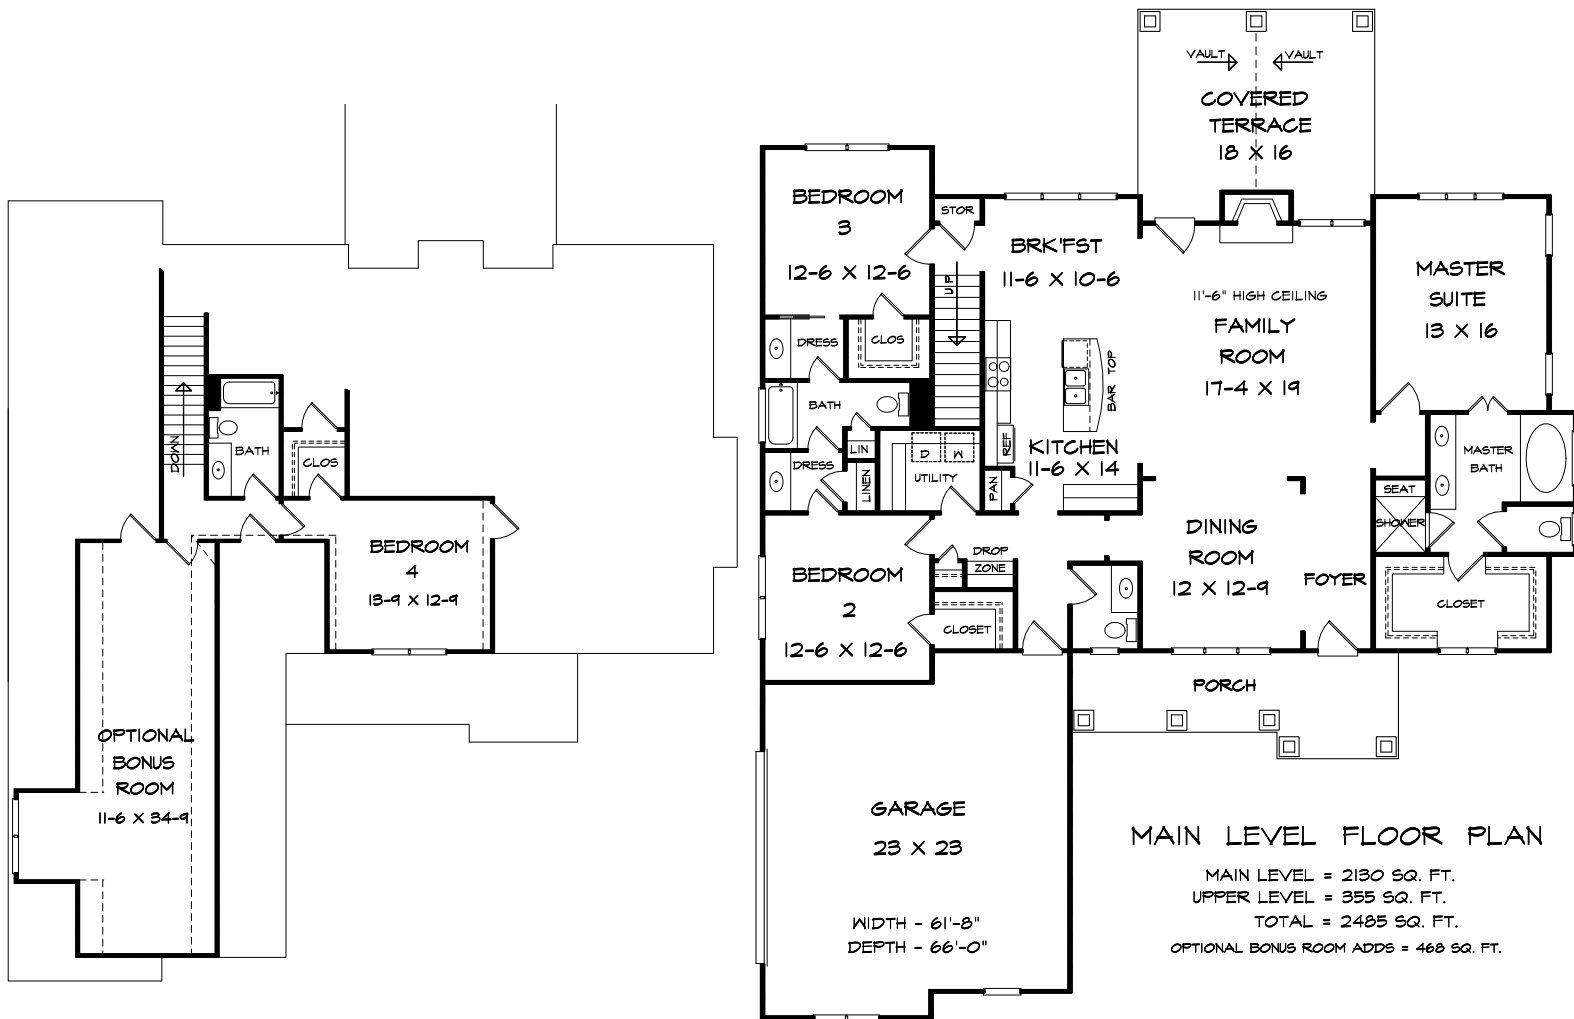 DOWN
BATH
CLOS
BEDROOM
4
13-9 X 12-9
OPTIONAL
BONUS
ROOM
11-6 X 34-9
VAULT
VAULT
COVERED
TERRACE
18 X 16
BEDROOM
3
12-6 X 12-6
STOR
UP
BRK'FST
11-6 X 10-6
11'-6" HIGH CEILING
FAMILY
ROOM
17-4 X 19
MASTER
SUITE
13 X 16
DRESS
CLOS
BATH
LIN
DRESS
LINEN
D
W
UTILITY
REF
BAR TOP
KITCHEN
11-6 X 14
PAN
MASTER
BATH
SEAT
SHOWER
CLOSET
DINING
ROOM
12 X 12-9
FOYER
DROP
ZONE
BEDROOM
2
12-6 X 12-6
CLOSET
PORCH
GARAGE
23 X 23
WIDTH - 61'-8"
DEPTH - 66'-0"
MAIN LEVEL FLOOR PLAN
MAIN LEVEL = 2130 SQ. FT.
UPPER LEVEL = 355 SQ. FT.
TOTAL = 2485 SQ. FT.
OPTIONAL BONUS ROOM ADDS = 468 SQ. FT.